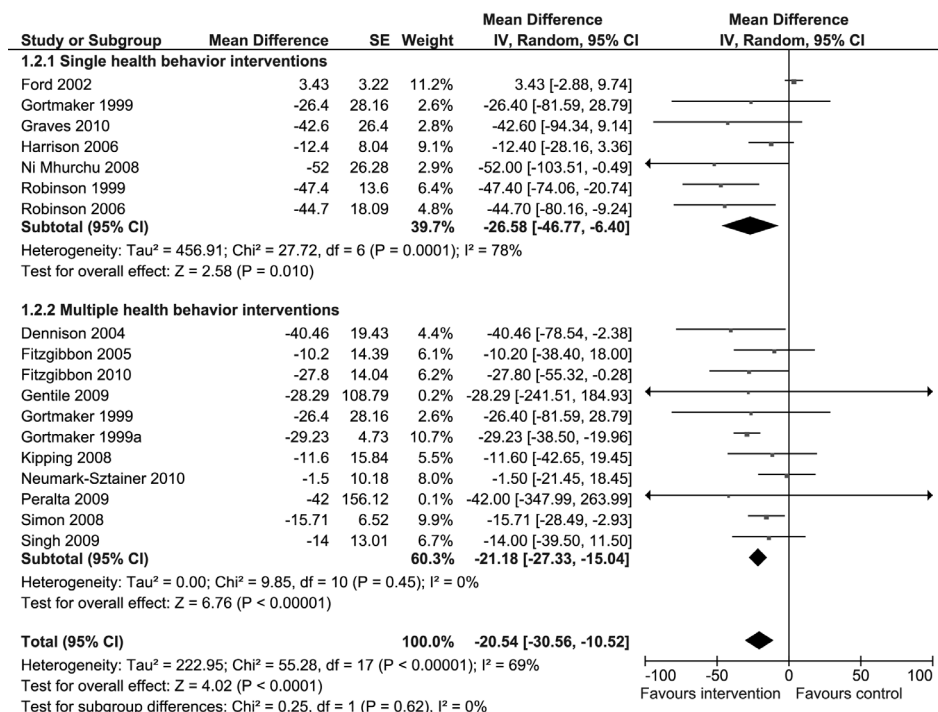 Mean Difference Mean Difference
Study or Subgroup Mean Difference SE Weight IV, Random, 95% CI IV, Random, 95% CI
1.2.1 Single health behavior interventions
Ford 2002 3.43 3.22 11.2% 3.43 [-2.88, 9.74]
Gortmaker 1999 -26.4 28.16 2.6% -26.40 [-81.59, 28.79]
Graves 2010 -42.6 26.4 2.8% -42.60 [-94.34, 9.14]
Harrison 2006 -12.4 8.04 9.1% -12.40 [-28.16, 3.36]
Ni Mhurchu 2008 -52 26.28 2.9% -52.00 [-103.51, -0.49]
Robinson 1999 -47.4 13.6 6.4% -47.40 [-74.06, -20.74]
Robinson 2006 -44.7 18.09 4.8% -44.70 [-80.16, -9.24]
Subtotal (95% CI) 39.7% -26.58 [-46.77, -6.40]
Heterogeneity: Tau² = 456.91; Chi² = 27.72, df = 6 (P = 0.0001); I² = 78%
Test for overall effect: Z = 2.58 (P = 0.010)
1.2.2 Multiple health behavior interventions
Dennison 2004 -40.46 19.43 4.4% -40.46 [-78.54, -2.38]
Fitzgibbon 2005 -10.2 14.39 6.1% -10.20 [-38.40, 18.00]
Fitzgibbon 2010 -27.8 14.04 6.2% -27.80 [-55.32, -0.28]
Gentile 2009 -28.29 108.79 0.2% -28.29 [-241.51, 184.93]
Gortmaker 1999 -26.4 28.16 2.6% -26.40 [-81.59, 28.79]
Gortmaker 1999a -29.23 4.73 10.7% -29.23 [-38.50, -19.96]
Kipping 2008 -11.6 15.84 5.5% -11.60 [-42.65, 19.45]
Neumark-Sztainer 2010 -1.5 10.18 8.0% -1.50 [-21.45, 18.45]
Peralta 2009 -42 156.12 0.1% -42.00 [-347.99, 263.99]
Simon 2008 -15.71 6.52 9.9% -15.71 [-28.49, -2.93]
Singh 2009 -14 13.01 6.7% -14.00 [-39.50, 11.50]
Subtotal (95% CI) 60.3% -21.18 [-27.33, -15.04]
Heterogeneity: Tau² = 0.00; Chi² = 9.85, df = 10 (P = 0.45); I² = 0%
Test for overall effect: Z = 6.76 (P < 0.00001)
Total (95% CI) 100.0% -20.54 [-30.56, -10.52]
Heterogeneity: Tau² = 222.95; Chi² = 55.28, df = 17 (P < 0.00001); I² = 69%
Test for overall effect: Z = 4.02 (P < 0.0001)
Test for subgroup differences: Chi² = 0.25, df = 1 (P = 0.62), I² = 0%
-100 -50 0 50 100
Favours intervention Favours control